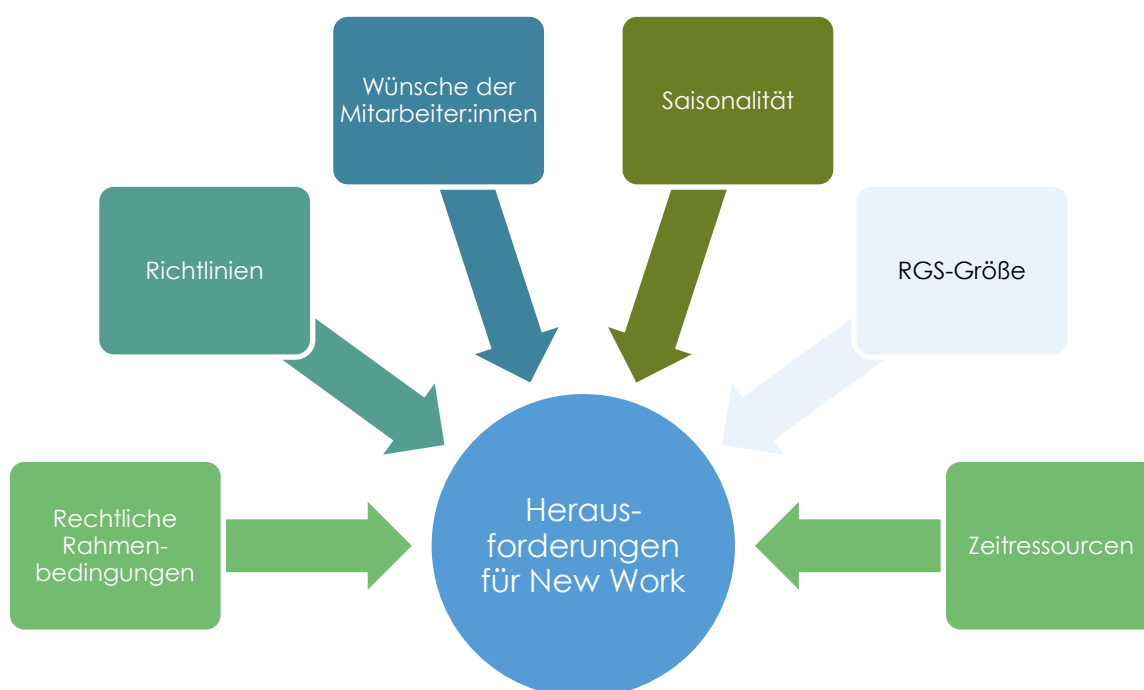 Wünsche der
Mitarbeiter:innen
Saisonalität
Richtlinien
RGS-Größe
Rechtliche
Rahmen-
bedingungen
Heraus-
forderungen
für New Work
Zeitressourcen